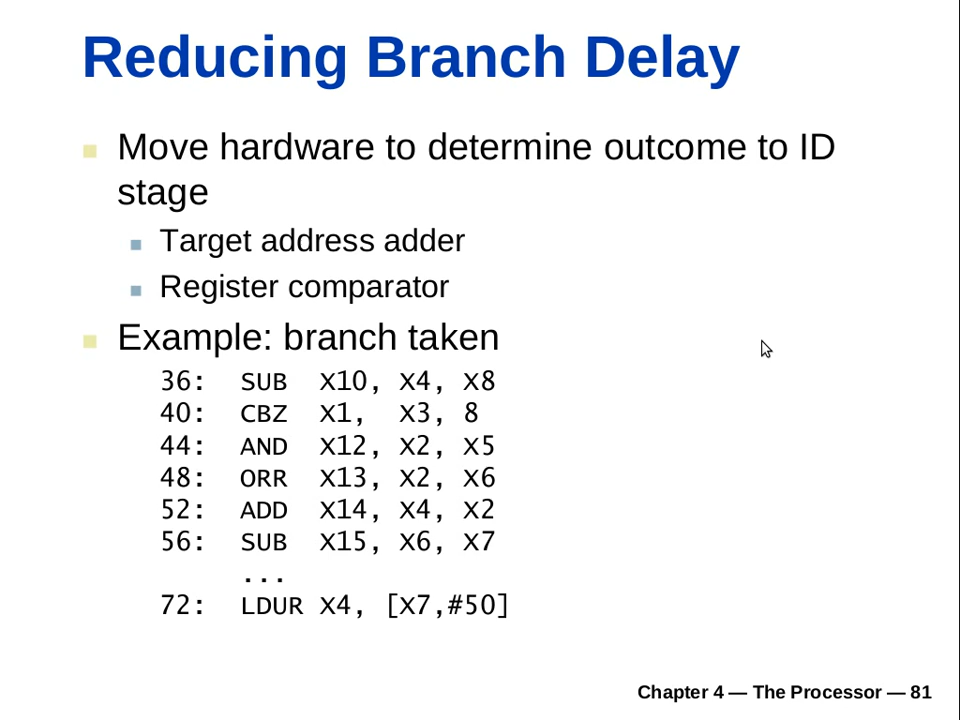 Reducing Branch Delay
Move hardware to determine outcome to ID
stage
Target address adder
Register comparator
Example: branch taken
36: SUB X10, X4, X8
40: CBZ X1, X3, 8
44: AND X12, X2, X5
48: ORR X13, X2, X6
52: ADD X14, X4, X2
56: SUB X15, X6, X7
...
72: LDUR X4, [X7,#50]
Chapter 4 — The Processor — 81